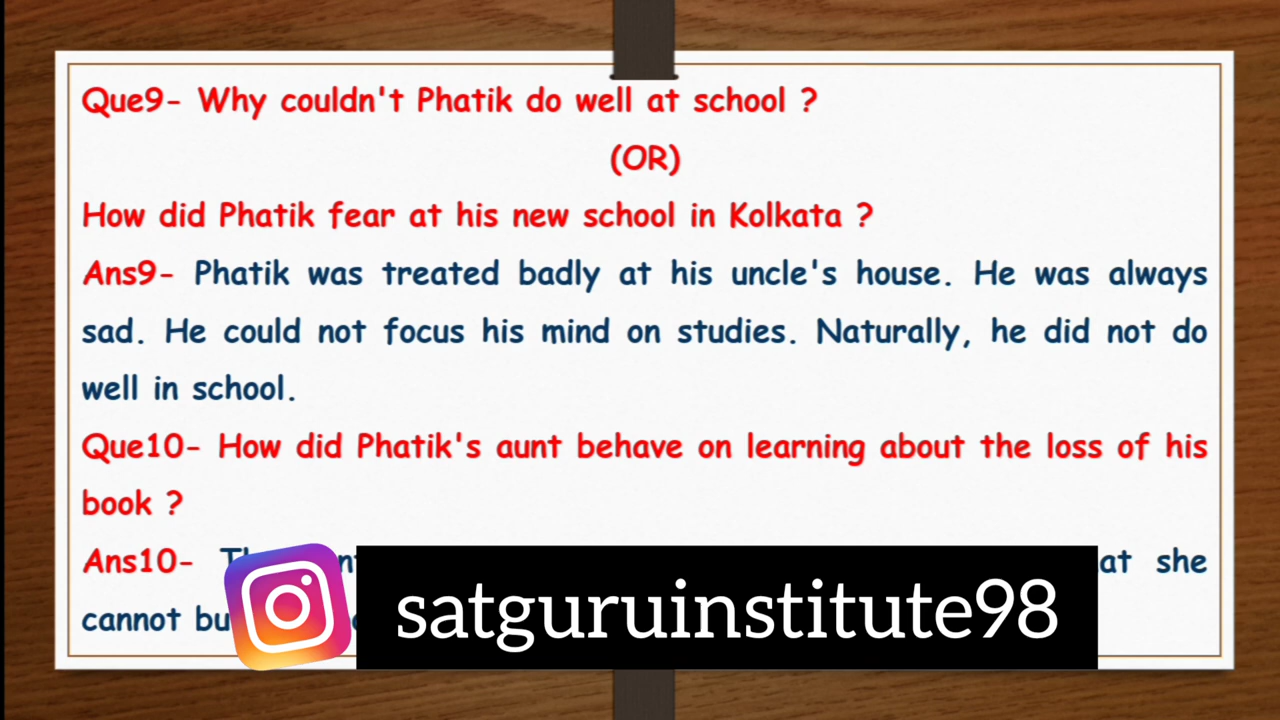 Que9- Why couldn't Phatik do well at school ?
(OR)
How did Phatik fear at his new school in Kolkata ?
Ans9- Phatik was treated badly at his uncle's house. He was always
sad. He could not focus his mind on studies. Naturally, he did not do
well in school.
Que10- How did Phatik's aunt behave on learning about the loss of his
book ?
Ans10- she
cannot
satguruinstitute98